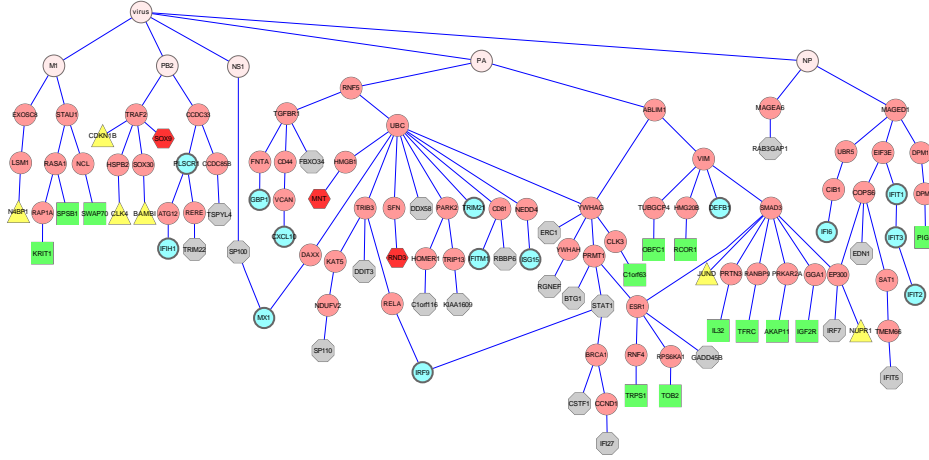 virus
M1
PB2
NS1
PA
NP
RNF5
EXOSC8
STAU1
TRAF2
CCDC33
TGFBR1
UBC
ABLIM1
MAGEA6
MAGED1
CDKN1B
SOX9
RAB3GAP1
UBR5
EIF3E
DPM1
LSM1
RASA1
NCL
HSPB2
SOX30
PLSCR1
CCDC85B
FNTA
CD44
FBXO34
HMGB1
VIM
N4BP1
RAP1A
SPSB1
SWAP70
CLK4
BAMBI
ATG12
RERE
TSPYL4
GBP1
VCAN
MNT
TRIB3
SFN
DDX58
PARK2
TRIM21
CD81
NEDD4
YWHAG
TUBGCP4
HMG20B
DEFB1
SMAD3
CIB1
COPS6
IFIT1
DPM
KRIT1
IFIH1
TRIM22
SP100
CXCL10
DAXX
KAT5
DDIT3
RND3
HOMER1
TRIP13
IFITM1
RBBP6
ISG15
ERC1
YWHAH
PRMT1
CLK3
OBFC1
RCOR1
IFI6
EDN1
IFIT3
PIG
MX1
NDUFV2
RELA
C1orf116
KIAA1609
RGNEF
BTG1
STAT1
C1orf63
ESR1
JUND
PRTN3
RANBP9
PRKAR2A
GGA1
EP300
SAT1
IFIT2
SP110
IRF9
BRCA1
RNF4
RPS6KA1
GADD45B
IL32
TFRC
AKAP11
IGF2R
IRF7
NUPR1
TMEM66
CSTF1
CCND1
TRPS1
TOB2
IFIT5
IFI27